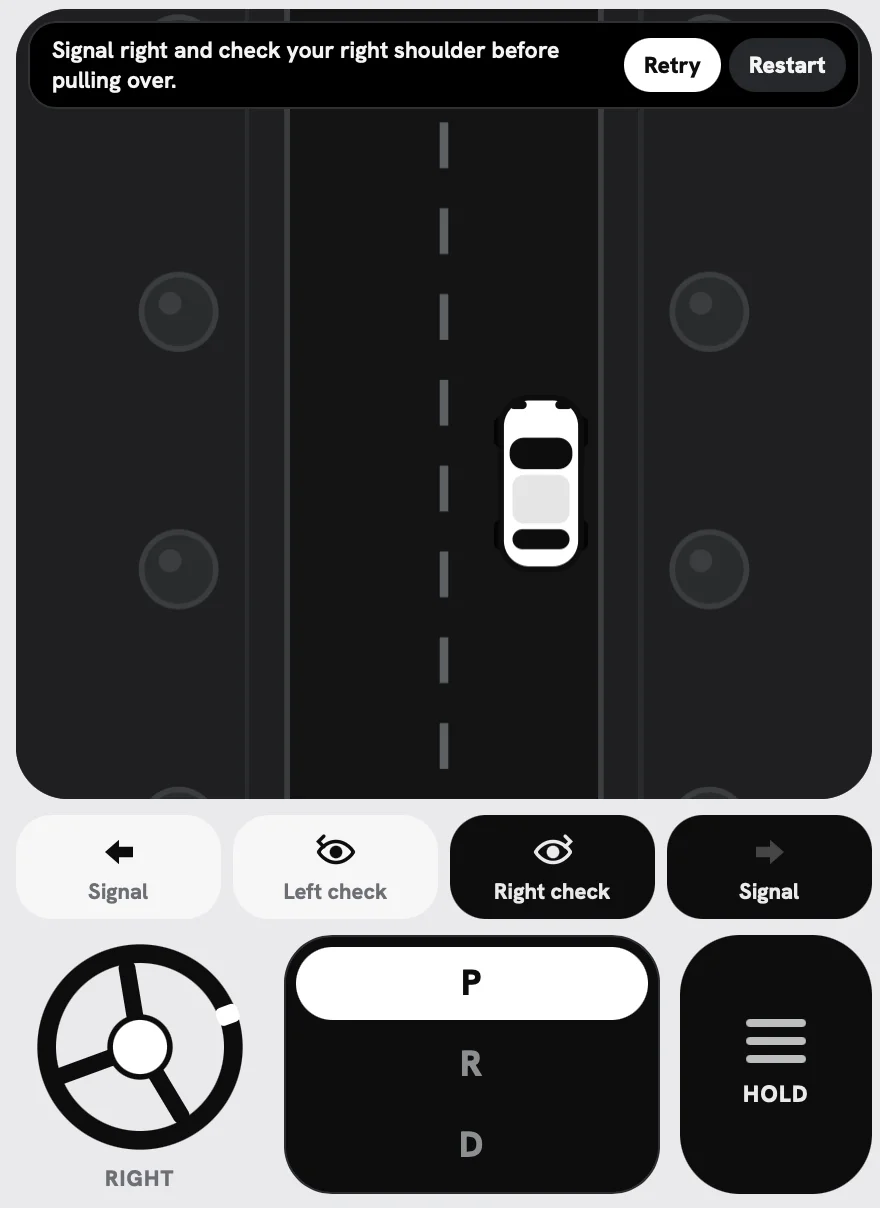 Signal right and check your right shoulder before
pulling over.
Retry
Restart
Signal
Left check
Right check
Signal
P
R
D
HOLD
RIGHT